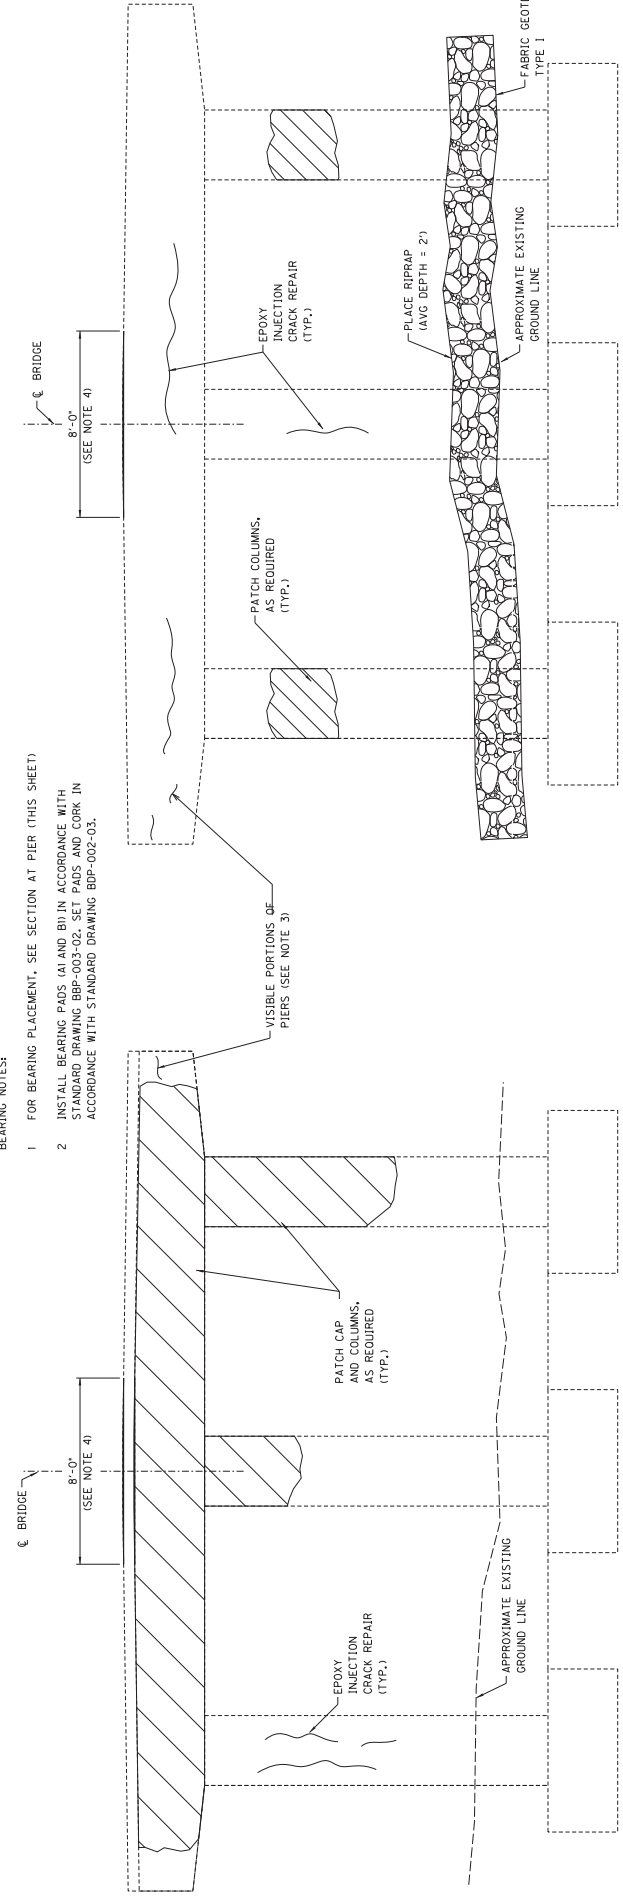 BEARING NOTES:
1 FOR BEARING PLACEMENT, SEE SECTION AT PIER (THIS SHEET)
2 INSTALL BEARING PADS (A1 AND B1) IN ACCORDANCE WITH
STANDARD DRAWING BBP-003-02. SET PADS AND CORK IN
ACCORDANCE WITH STANDARD DRAWING BDP-002-03.
℄ BRIDGE
8'-0"
(SEE NOTE 4)
EPOXY
INJECTION
CRACK REPAIR
(TYP.)
PATCH CAP
AND COLUMNS,
AS REQUIRED
(TYP.)
APPROXIMATE EXISTING
GROUND LINE
VISIBLE PORTIONS OF
PIERS (SEE NOTE 3)
℄ BRIDGE
8'-0"
(SEE NOTE 4)
PATCH COLUMNS,
AS REQUIRED
(TYP.)
EPOXY
INJECTION
CRACK REPAIR
(TYP.)
PLACE RIPRAP
(AVG DEPTH = 2')
APPROXIMATE EXISTING
GROUND LINE
FABRIC
TYPE I